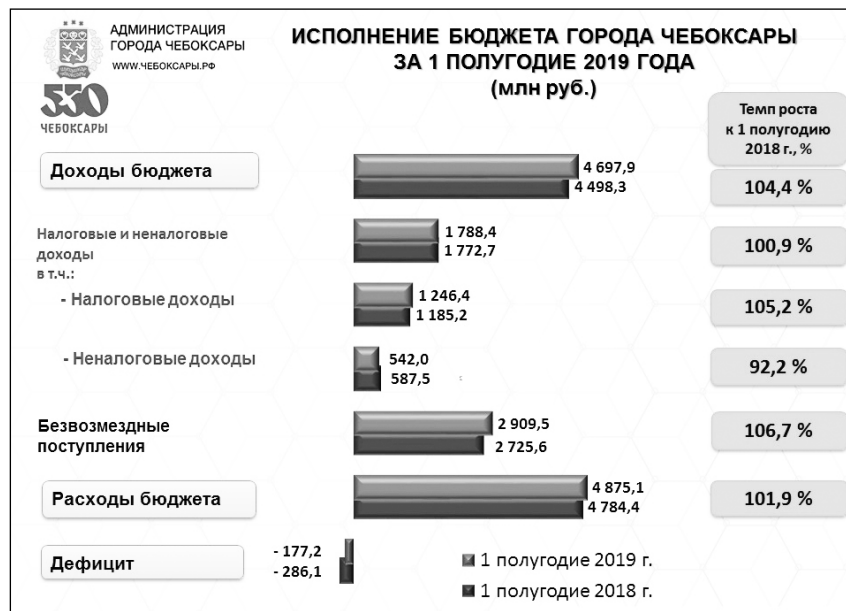 АДМИНИСТРАЦИЯ
ГОРОДА ЧЕБОКСАРЫ
WWW.ЧЕБОКСАРЫ.РФ
550
ЧЕБОКСАРЫ
ИСПОЛНЕНИЕ БЮДЖЕТА ГОРОДА ЧЕБОКСАРЫ
ЗА 1 ПОЛУГОДИЕ 2019 ГОДА
(млн руб.)
Темп роста
к 1 полугодию
2018 г., %
Доходы бюджета
4 697,9
4 498,3
104,4 %
Налоговые и неналоговые
доходы
в т.ч.:
1 788,4
1 772,7
100,9 %
- Налоговые доходы
1 246,4
1 185,2
105,2 %
- Неналоговые доходы
542,0
587,5
92,2 %
Безвозмездные
поступления
2 909,5
2 725,6
106,7 %
Расходы бюджета
4 875,1
4 784,4
101,9 %
Дефицит
- 177,2
- 286,1
1 полугодие 2019 г.
1 полугодие 2018 г.